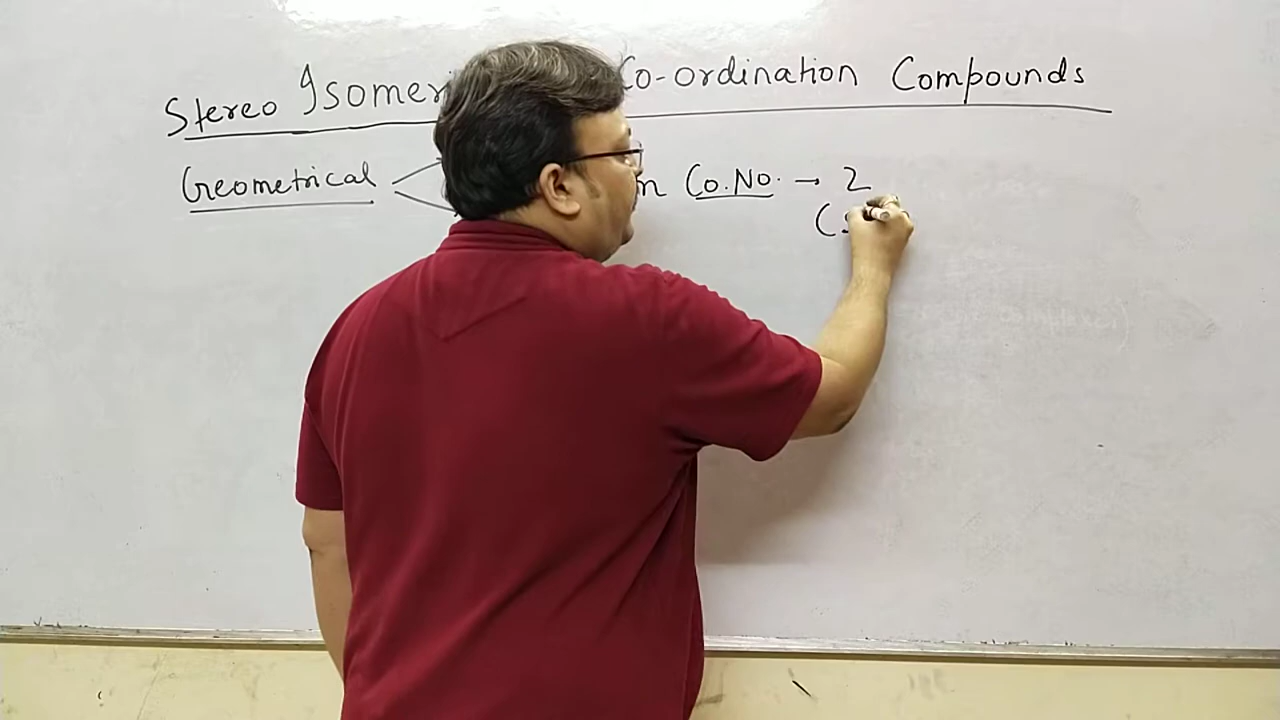 Stereo Isomer Co-ordination Compounds
Geometrical Co.No. → 2
(s